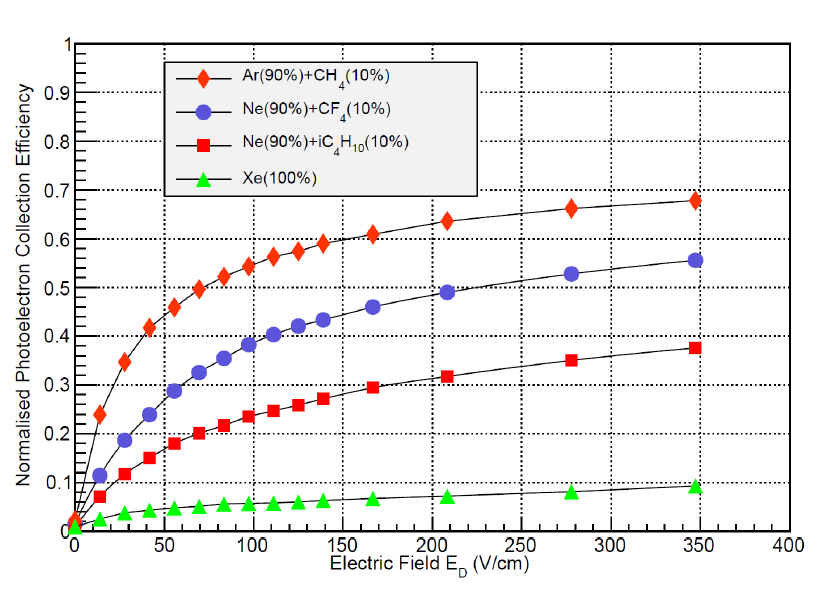 Normalised Photoelectron Collection Efficiency
1
0.9
0.8
0.7
0.6
0.5
0.4
0.3
0.2
0.1
0
Ar(90%)+CH4(10%)
Ne(90%)+CF4(10%)
Ne(90%)+iC4H10(10%)
Xe(100%)
0 50 100 150 200 250 300 350 400
Electric Field ED (V/cm)